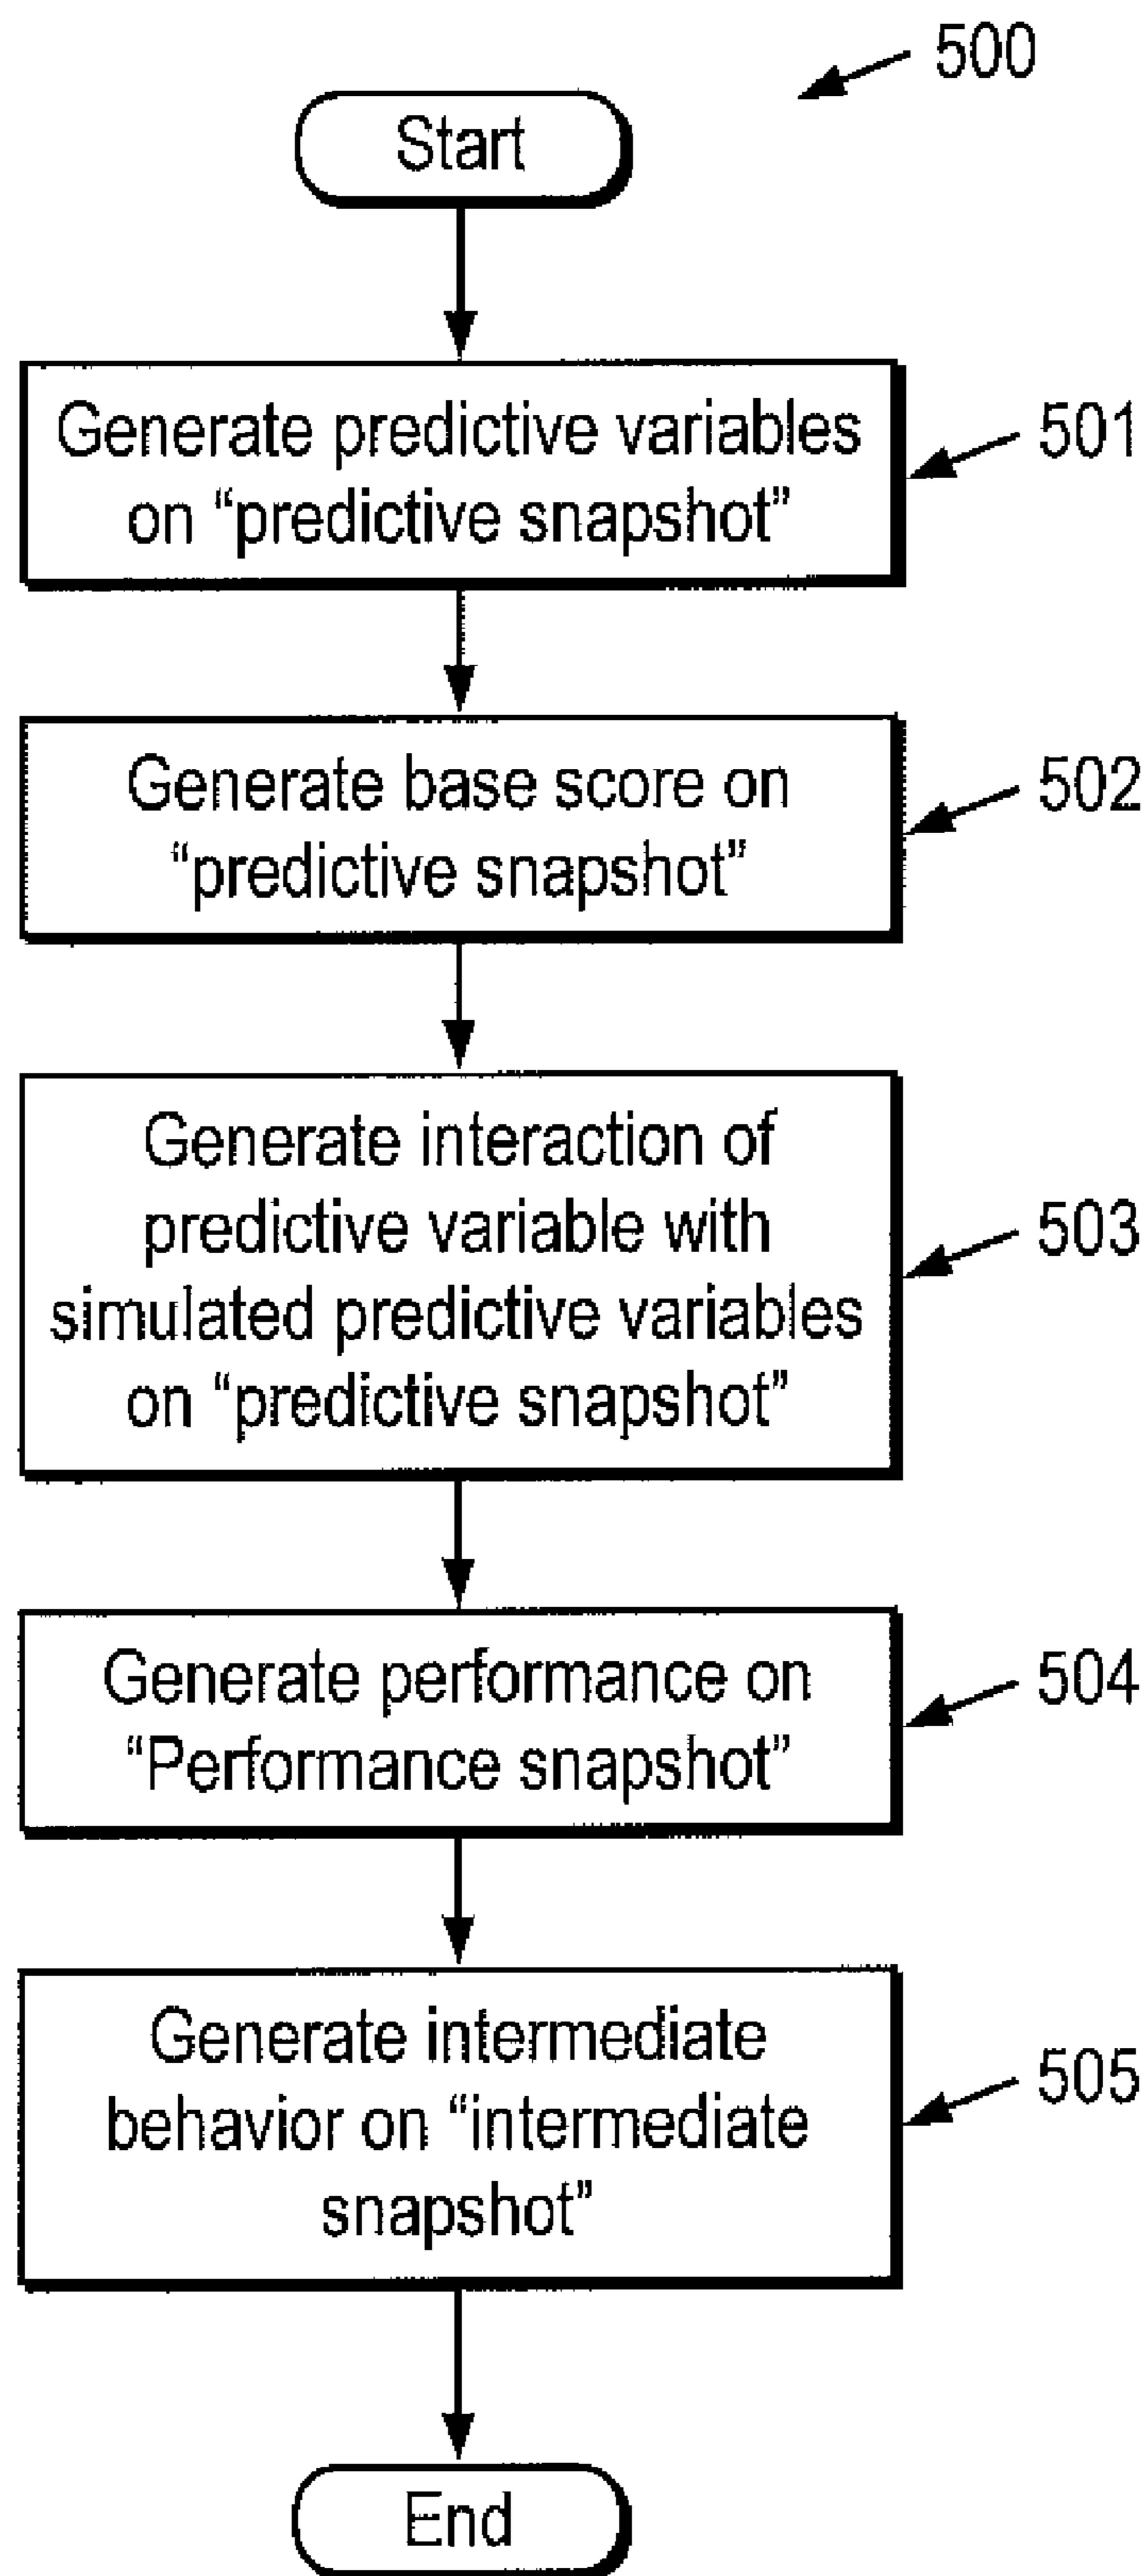 500
Start
Generate predictive variables
on “predictive snapshot”
501
Generate base score on
“predictive snapshot”
502
Generate interaction of
predictive variable with
simulated predictive variables
on “predictive snapshot”
503
Generate performance on
“Performance snapshot”
504
Generate intermediate
behavior on “intermediate
snapshot”
505
End